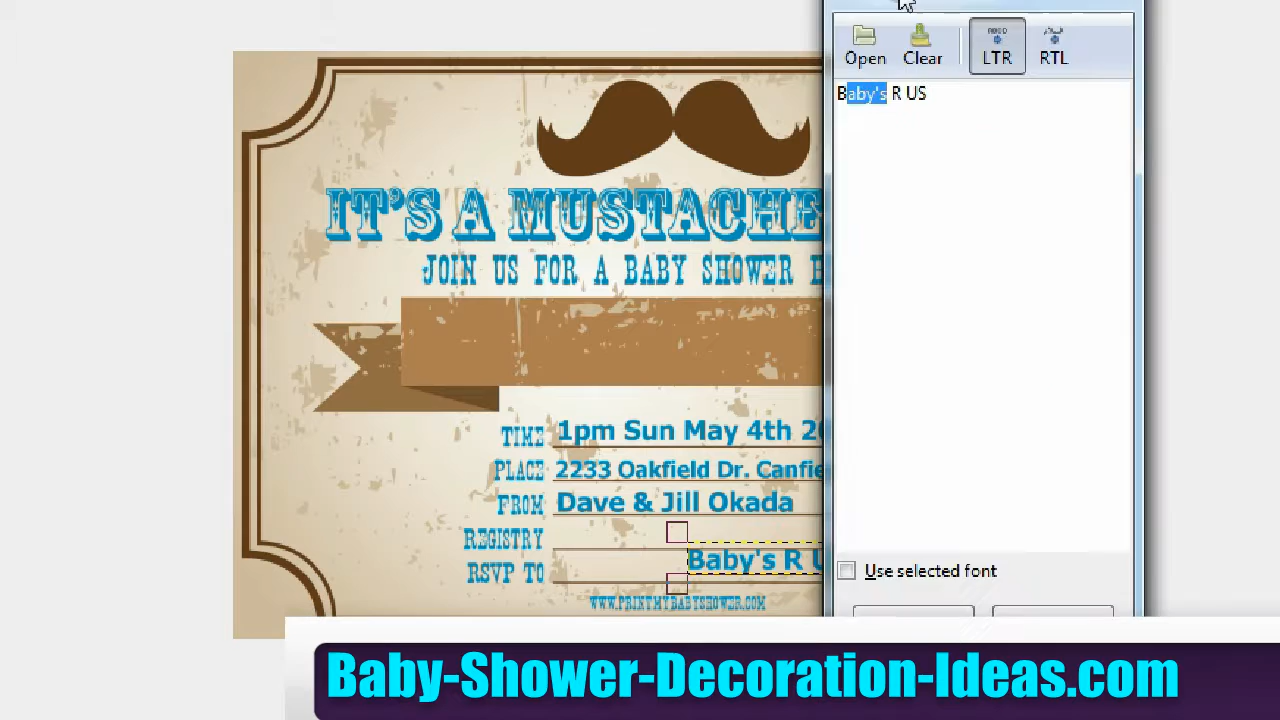 Open Clear LTR RTL
Baby's R US
IT'S A MUSTACHE
JOIN US FOR A BABY SHOWER
TIME 1pm Sun May 4th
PLACE 2233 Oakfield Dr.
FROM Dave & Jill Okada
REGISTRY
Baby's R U
RSVP TO
WWW.PRINTMYBABYSHOWER.COM
Use selected font
Baby-Shower-Decoration-Ideas.com